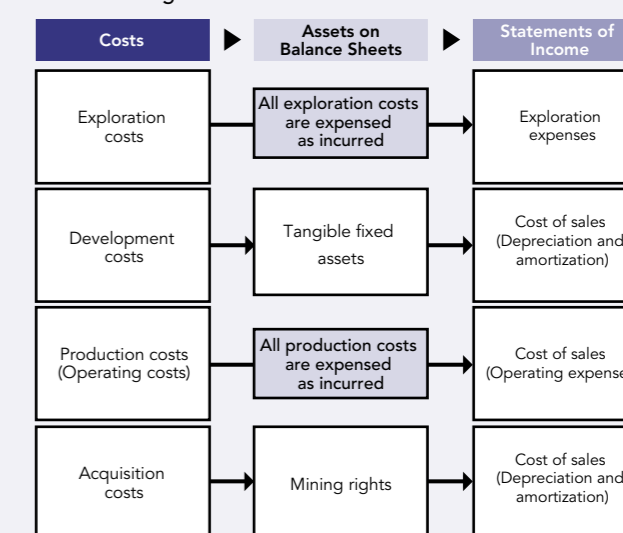 Costs
Assets on
Balance Sheets
Statements of
Income
Exploration
costs
All exploration costs
are expensed
as incurred
Exploration
expenses
Development
costs
Tangible fixed
assets
Cost of sales
(Depreciation and
amortization)
Production costs
(Operating costs)
All production costs
are expensed
as incurred
Cost of sales
(Operating expense
Acquisition
costs
Mining rights
Cost of sales
(Depreciation and
amortization)